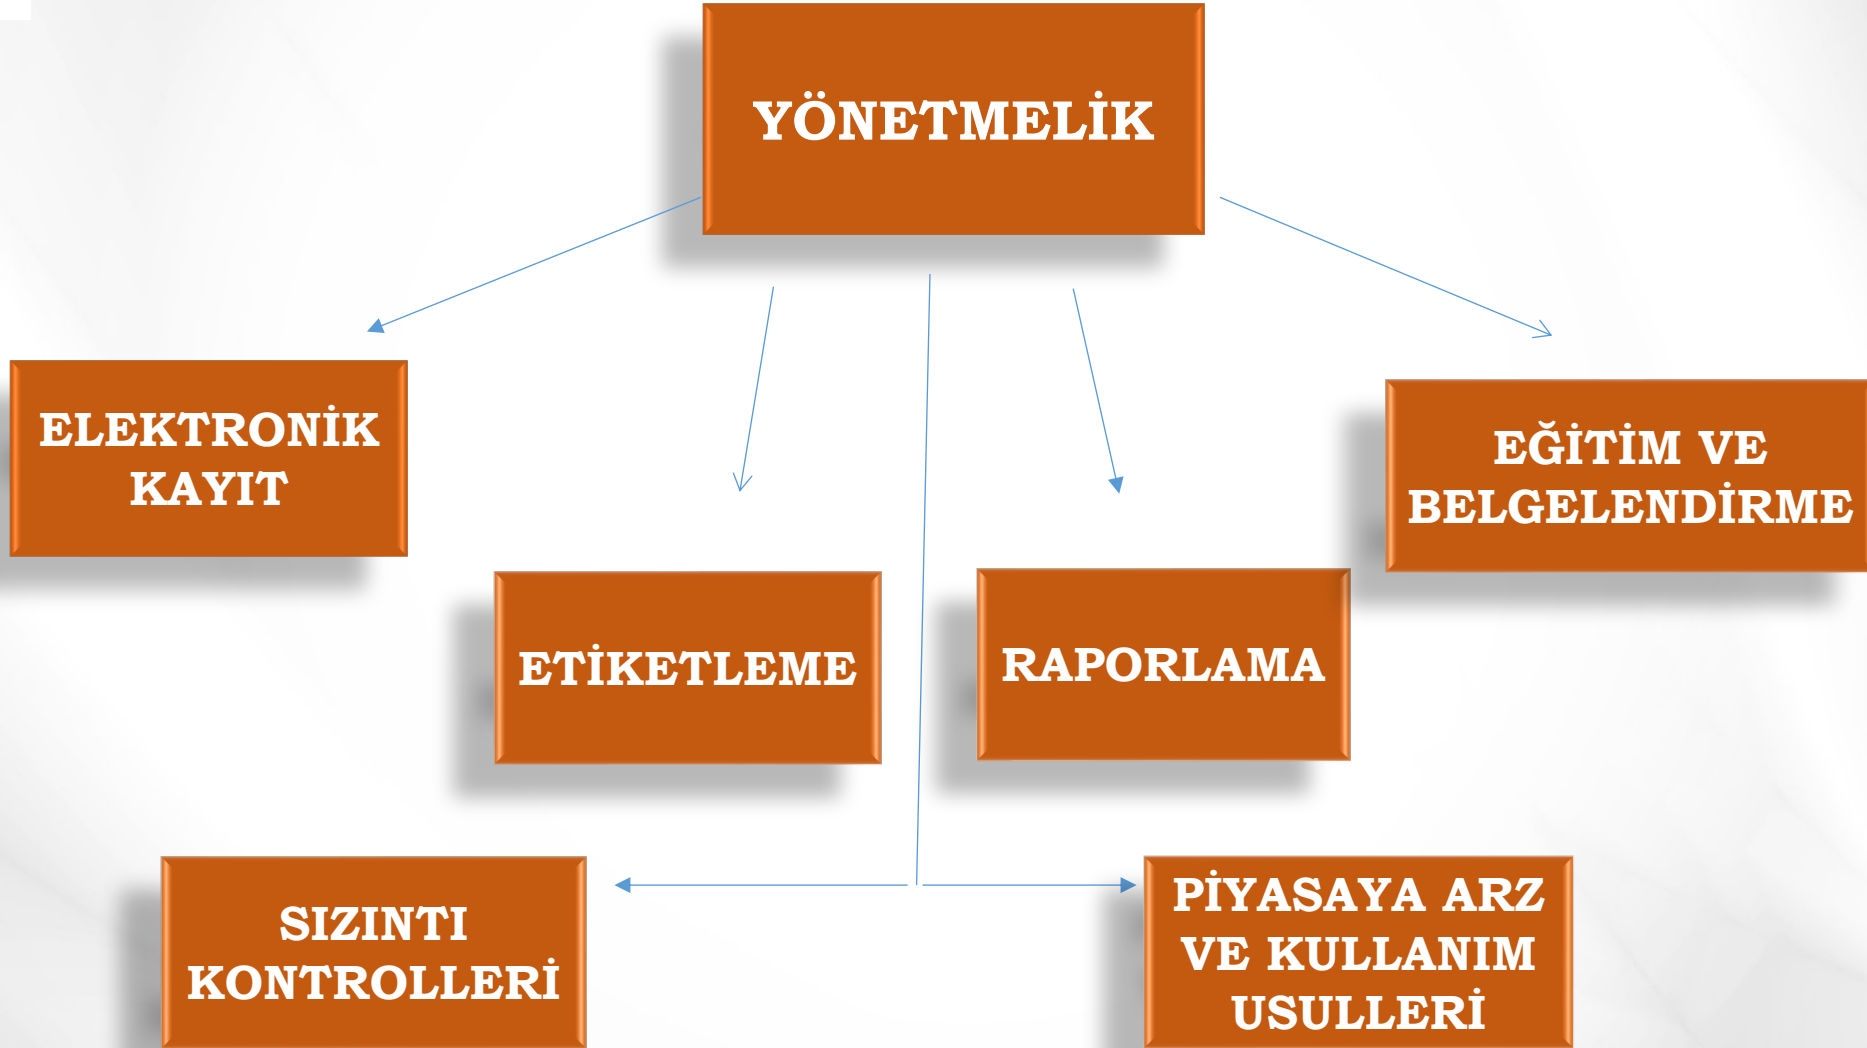 YÖNETMELİK
ELEKTRONİK
KAYIT
EĞİTİM VE
BELGELENDİRME
ETİKETLEME
RAPORLAMA
SIZINTI
KONTROLLERİ
PİYASAYA ARZ
VE KULLANIM
USULLERİ